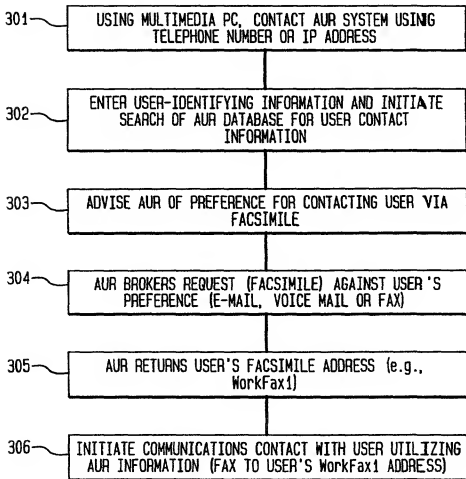 301
USING MULTIMEDIA PC, CONTACT AUR SYSTEM USING
TELEPHONE NUMBER OR IP ADDRESS
302
ENTER USER-IDENTIFYING INFORMATION AND INITIATE
SEARCH OF AUR DATABASE FOR USER CONTACT
INFORMATION
303
ADVISE AUR OF PREFERENCE FOR CONTACTING USER VIA
FACSIMILE
304
AUR BROKERS REQUEST (FACSIMILE) AGAINST USER'S
PREFERENCE (E-MAIL, VOICE MAIL OR FAX)
305
AUR RETURNS USER'S FACSIMILE ADDRESS (e.g.,
WorkFax1)
306
INITIATE COMMUNICATIONS CONTACT WITH USER UTILIZING
AUR INFORMATION (FAX TO USER'S WorkFax1 ADDRESS)